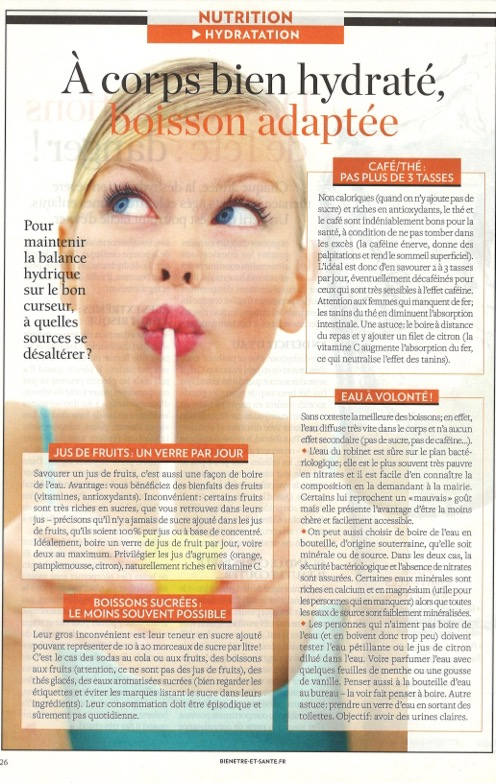 NUTRITION
▶ HYDRATATION
À corps bien hydraté,
boisson adaptée
Pour
maintenir
la balance
hydrique
sur le bon
curseur,
à quelles
sources se
désaltérer ?
CAFÉ/THÉ :
PAS PLUS DE 3 TASSES
Non caloriques (quand on n'y ajoute pas de
sucre) et riches en antioxydants, le thé et
le café sont indéniablement bons pour la
santé, à condition de ne pas tomber dans
les excès (la caféine énerve, donne des
palpitations et rend le sommeil superficiel).
L'idéal est donc d'en savourer 2 à 3 tasses
par jour, éventuellement décaféinés pour
ceux qui sont très sensibles à l'effet caféine.
Attention aux femmes qui manquent de fer;
les tanins du thé en diminuent l'absorption
intestinale. Une astuce: le boire à distance
du repas et y ajouter un filet de citron (la
vitamine C augmente l'absorption du fer,
ce qui neutralise l'effet des tanins).
EAU À VOLONTÉ !
Sans conteste la meilleure des boissons; en effet,
l'eau diffuse très vite dans le corps et n'a aucun
effet secondaire (pas de sucre, pas de caféine...).
◆ L'eau du robinet est sûre sur le plan bacté-
riologique; elle est le plus souvent très pauvre
en nitrates et il est facile d'en connaître la
composition en la demandant à la mairie.
Certains lui reprochent un «mauvais» goût
mais elle présente l'avantage d'être la moins
chère et facilement accessible.
◆ On peut aussi choisir de boire de l'eau en
bouteille, d'origine souterraine, qu'elle soit
minérale ou de source. Dans les deux cas, la
sécurité bactériologique et l'absence de nitrates
sont assurées. Certaines eaux minérales sont
riches en calcium et en magnésium (utile pour
les personnes qui en manquent) alors que toutes
les eaux de source sont faiblement minéralisées.
◆ Les personnes qui n'aiment pas boire de
l'eau (et en boivent donc trop peu) doivent
tester l'eau pétillante ou le jus de citron
dilué dans l'eau. Voire parfumer l'eau avec
quelques feuilles de menthe ou une gousse
de vanille. Penser aussi à la bouteille d'eau
au bureau – la voir fait penser à boire. Autre
astuce: prendre un verre d'eau en sortant des
toilettes. Objectif: avoir des urines claires.
JUS DE FRUITS : UN VERRE PAR JOUR
Savourer un jus de fruits, c'est aussi une façon de boire
de l'eau. Avantage: vous bénéficiez des bienfaits des fruits
(vitamines, antioxydants). Inconvénient: certains fruits
sont très riches en sucres, que vous retrouvez dans leurs
jus – précisons qu'il n'y a jamais de sucre ajouté dans les jus
de fruits, qu'ils soient 100% pur jus ou à base de concentré.
Idéalement, boire un verre de jus de fruit par jour, voire
deux au maximum. Privilégier les jus d'agrumes (orange,
pamplemousse, citron), naturellement riches en vitamine C.
BOISSONS SUCRÉES :
LE MOINS SOUVENT POSSIBLE
Leur gros inconvénient est leur teneur en sucre ajouté
pouvant représenter de 10 à 20 morceaux de sucre par litre!
C'est le cas des sodas au cola ou aux fruits, des boissons
aux fruits (attention, ce ne sont pas des jus de fruits), des
thés glacés, des eaux aromatisées sucrées (bien regarder les
étiquettes et éviter les marques listant le sucre dans leurs
ingrédients). Leur consommation doit être épisodique et
sûrement pas quotidienne.
26
BIENETRE-ET-SANTE.FR